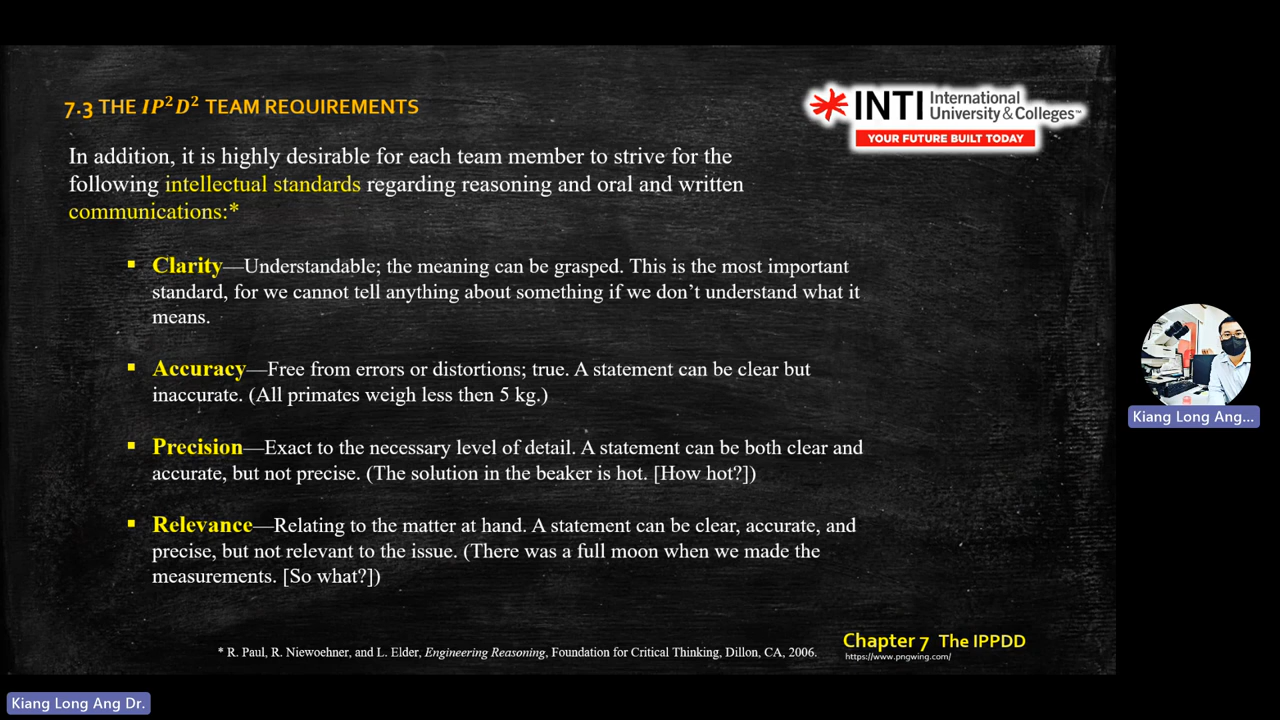 7.3 THE IP²D² TEAM REQUIREMENTS
INTI International
University & Colleges™
YOUR FUTURE BUILT TODAY
In addition, it is highly desirable for each team member to strive for the
following intellectual standards regarding reasoning and oral and written
communications:*
▪ Clarity—Understandable; the meaning can be grasped. This is the most important
standard, for we cannot tell anything about something if we don’t understand what it
means.
▪ Accuracy—Free from errors or distortions; true. A statement can be clear but
inaccurate. (All primates weigh less then 5 kg.)
▪ Precision—Exact to the necessary level of detail. A statement can be both clear and
accurate, but not precise. (The solution in the beaker is hot. [How hot?])
▪ Relevance—Relating to the matter at hand. A statement can be clear, accurate, and
precise, but not relevant to the issue. (There was a full moon when we made the
measurements. [So what?])
* R. Paul, R. Niewoehner, and L. Elder, Engineering Reasoning, Foundation for Critical Thinking, Dillon, CA, 2006.
Chapter 7 The IPPDD
https://www.pngwing.com/
Kiang Long Ang...
Kiang Long Ang Dr.